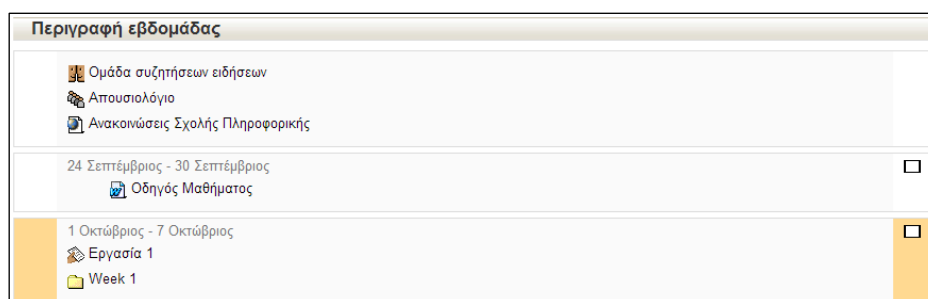 Περιγραφή εβδομάδας
Ομάδα συζητήσεων ειδήσεων
Απουσιολόγιο
Ανακοινώσεις Σχολής Πληροφορικής
24 Σεπτέμβριος - 30 Σεπτέμβριος
Οδηγός Μαθήματος
1 Οκτώβριος - 7 Οκτώβριος
Εργασία 1
Week 1